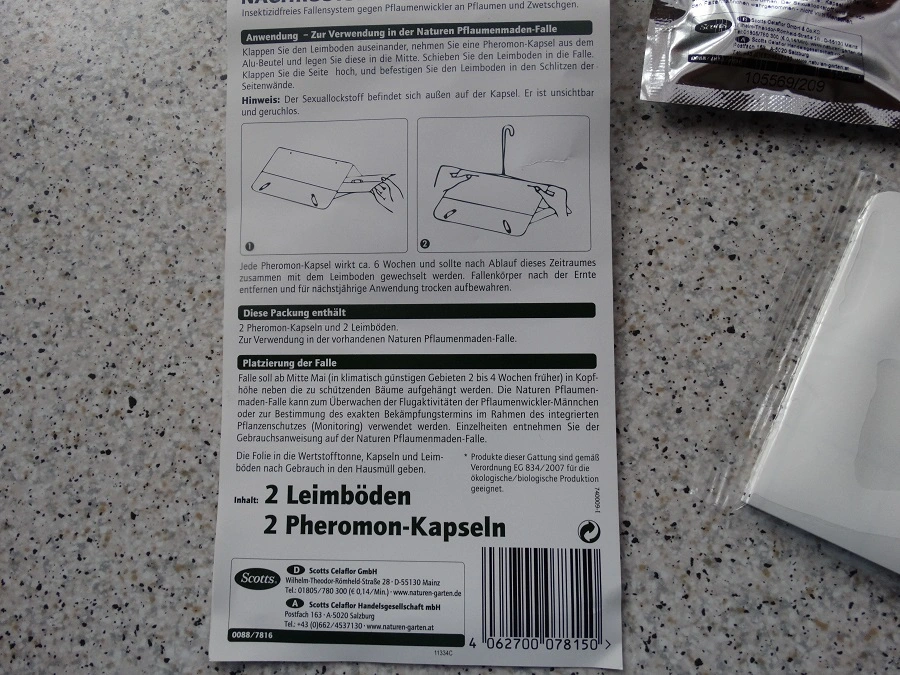 Insektizidfreies Fallensystem gegen Pflaumenwickler an Pflaumen und Zwetschgen.
Anwendung – Zur Verwendung in der Naturen Pflaumenmaden-Falle
Klappen Sie den Leimboden auseinander, nehmen Sie eine Pheromon-Kapsel aus dem
Alu-Beutel und legen Sie diese in die Mitte. Schieben Sie den Leimboden in die Falle.
Klappen Sie die Seite hoch, und befestigen Sie den Leimboden in den Schlitzen der
Seitenwände.
Hinweis: Der Sexuallockstoff befindet sich außen auf der Kapsel. Er ist unsichtbar
und geruchlos.
1
2
Jede Pheromon-Kapsel wirkt ca. 6 Wochen und sollte nach Ablauf dieses Zeitraumes
zusammen mit dem Leimboden gewechselt werden. Fallenkörper nach der Ernte
entfernen und für nächstjährige Anwendung trocken aufbewahren.
Diese Packung enthält
2 Pheromon-Kapseln und 2 Leimböden.
Zur Verwendung in der vorhandenen Naturen Pflaumenmaden-Falle.
Platzierung der Falle
Falle soll ab Mitte Mai (in klimatisch günstigen Gebieten 2 bis 4 Wochen früher) in Kopf-
höhe neben die zu schützenden Bäume aufgehängt werden. Die Naturen Pflaumen-
maden-Falle kann zum Überwachen der Flugaktivitäten der Pflaumenwickler-Männchen
oder zur Bestimmung des exakten Bekämpfungstermins im Rahmen des integrierten
Pflanzenschutzes (Monitoring) verwendet werden. Einzelheiten entnehmen Sie der
Gebrauchsanweisung auf der Naturen Pflaumenmaden-Falle.
Die Folie in die Wertstofftonne, Kapseln und Leim-
böden nach Gebrauch in den Hausmüll geben.
* Produkte dieser Gattung sind gemäß
Verordnung EG 834/2007 für die
ökologische/biologische Produktion
geeignet.
740009-I
Inhalt: 2 Leimböden
2 Pheromon-Kapseln
Scotts
D Scotts Celaflor GmbH
Wilhelm-Theodor-Römheld-Straße 28 · D-55130 Mainz
Tel.: 01805/780 300 (€ 0,14/Min.) · www.naturen-garten.de
A Scotts Celaflor Handelsgesellschaft mbH
Postfach 163 · A-5020 Salzburg
Tel.: +43 (0)662/4537130 · www.naturen-garten.at
0088/7816
11334C
4 062700 078150 >
Scotts
105569/209